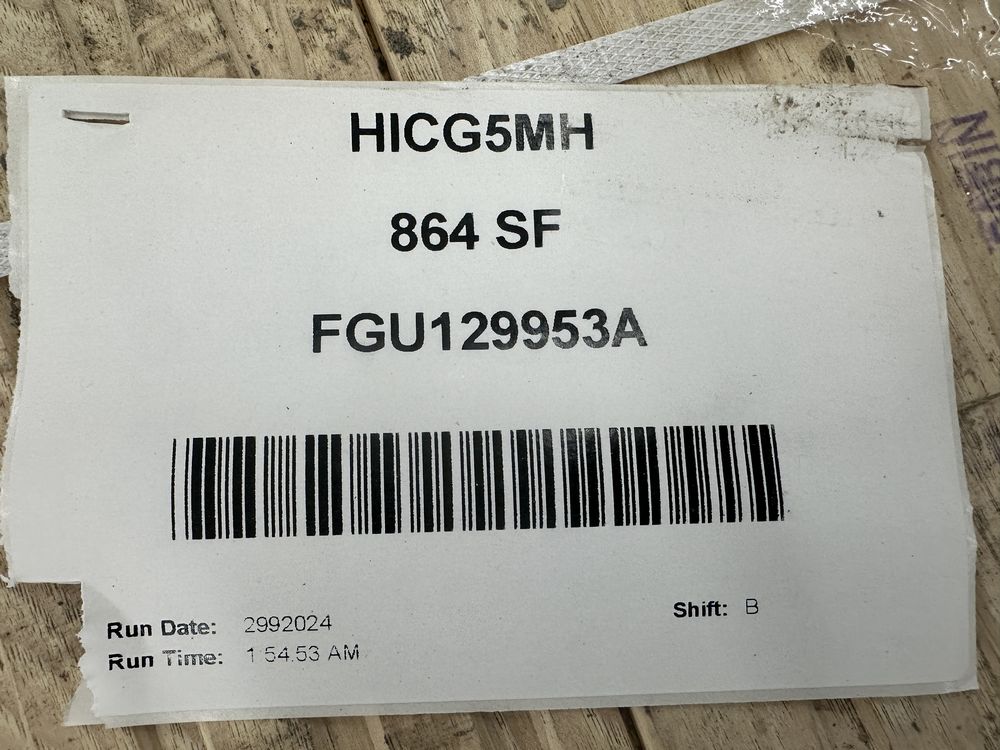 HICG5MH
864 SF
FGU129953A
Shift: B
Run Date: 2992024
Run Time: 1 54.53 AM